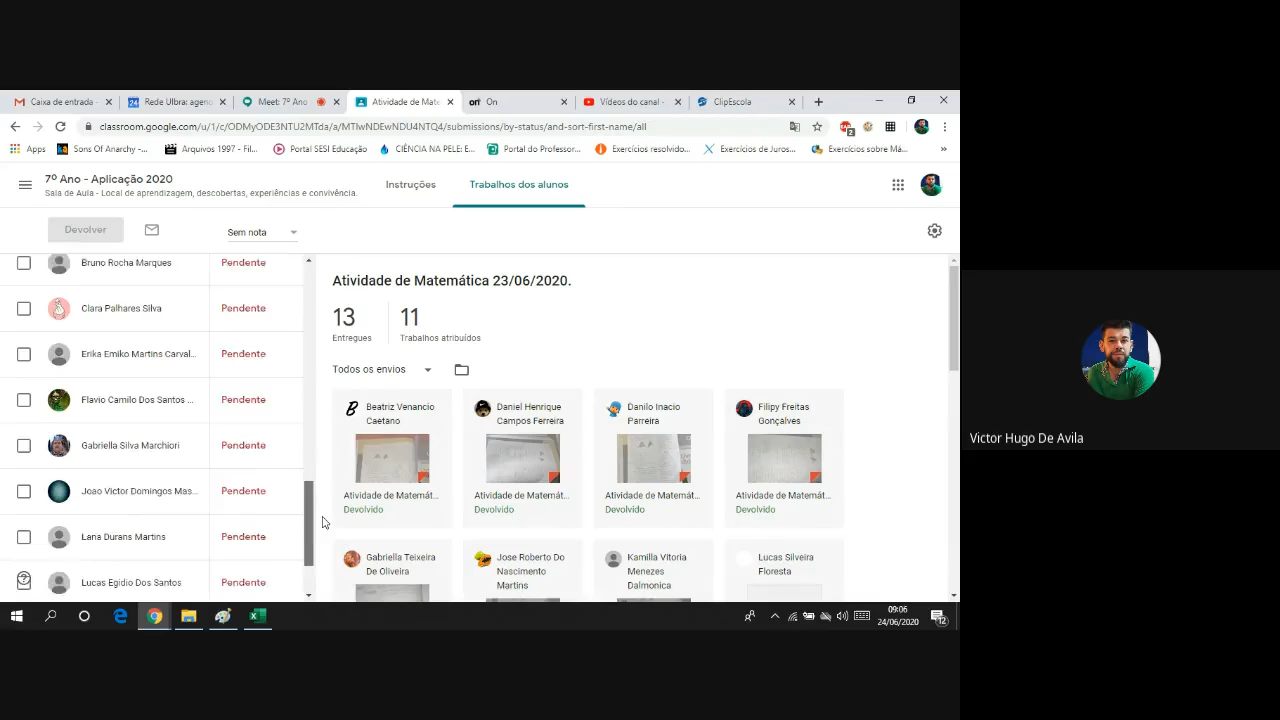 Caixa de entrada
Rede Ulbra: agen
Meet: 7º Ano
Atividade de Mate
ori
On
Vídeos do canal -
ClipEscola
classroom.google.com/u/1/c/ODMyODE3NTU2MTda/a/MTIwNDEwNDU4NTQ4/submissions/by-status/and-sort-first-name/all
2
Apps
Sons Of Anarchy -...
Arquivos 1997 - Fil...
Portal SESI Educação
CIÊNCIA NA PELE: E...
Portal do Professor...
Exercícios resolvido...
Exercícios de Juros...
Exercícios sobre Má...
»
7º Ano - Aplicação 2020
Sala de Aula - Local de aprendizagem, descobertas, experiências e convivência.
Instruções
Trabalhos dos alunos
Devolver
Sem nota
Bruno Rocha Marques
Pendente
Clara Palhares Silva
Pendente
Erika Emiko Martins Carval...
Pendente
Flavio Camilo Dos Santos ...
Pendente
Gabriella Silva Marchiori
Pendente
Joao Victor Domingos Mas...
Pendente
Lana Durans Martins
Pendente
Lucas Egidio Dos Santos
Pendente
Atividade de Matemática 23/06/2020.
13
Entregues
11
Trabalhos atribuídos
Todos os envios
Beatriz Venancio
Caetano
Atividade de Matemát...
Devolvido
Daniel Henrique
Campos Ferreira
Atividade de Matemát...
Devolvido
Danilo Inacio
Parreira
Atividade de Matemát...
Devolvido
Filipy Freitas
Gonçalves
Atividade de Matemát...
Devolvido
Gabriella Teixeira
De Oliveira
Jose Roberto Do
Nascimento
Martins
Kamilla Vitoria
Menezes
Dalmonica
Lucas Silveira
Floresta
09:06
24/06/2020
12
Victor Hugo De Avila